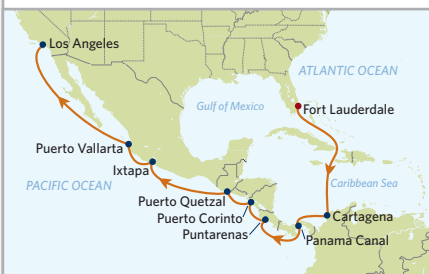 Los Angeles
ATLANTIC OCEAN
Gulf of Mexico
Fort Lauderdale
Puerto Vallarta
Ixtapa
PACIFIC OCEAN
Caribbean Sea
Puerto Quetzal
Puerto Corinto
Cartagena
Puntarenas
Panama Canal